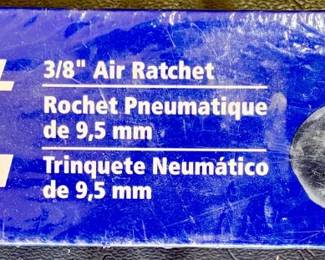 3/8" Air Ratchet
Rochet Pneumatique
de 9,5 mm
Trinquete Neumático
de 9,5 mm